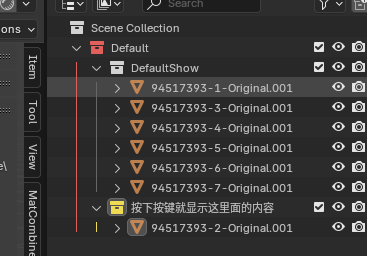 Search
ons
Scene Collection
Default
DefaultShow
94517393-1-Original.001
94517393-3-Original.001
94517393-4-Original.001
94517393-5-Original.001
94517393-6-Original.001
94517393-7-Original.001
按下按键就显示这里面的内容
94517393-2-Original.001
Item
Tool
View
MatCombine
e\